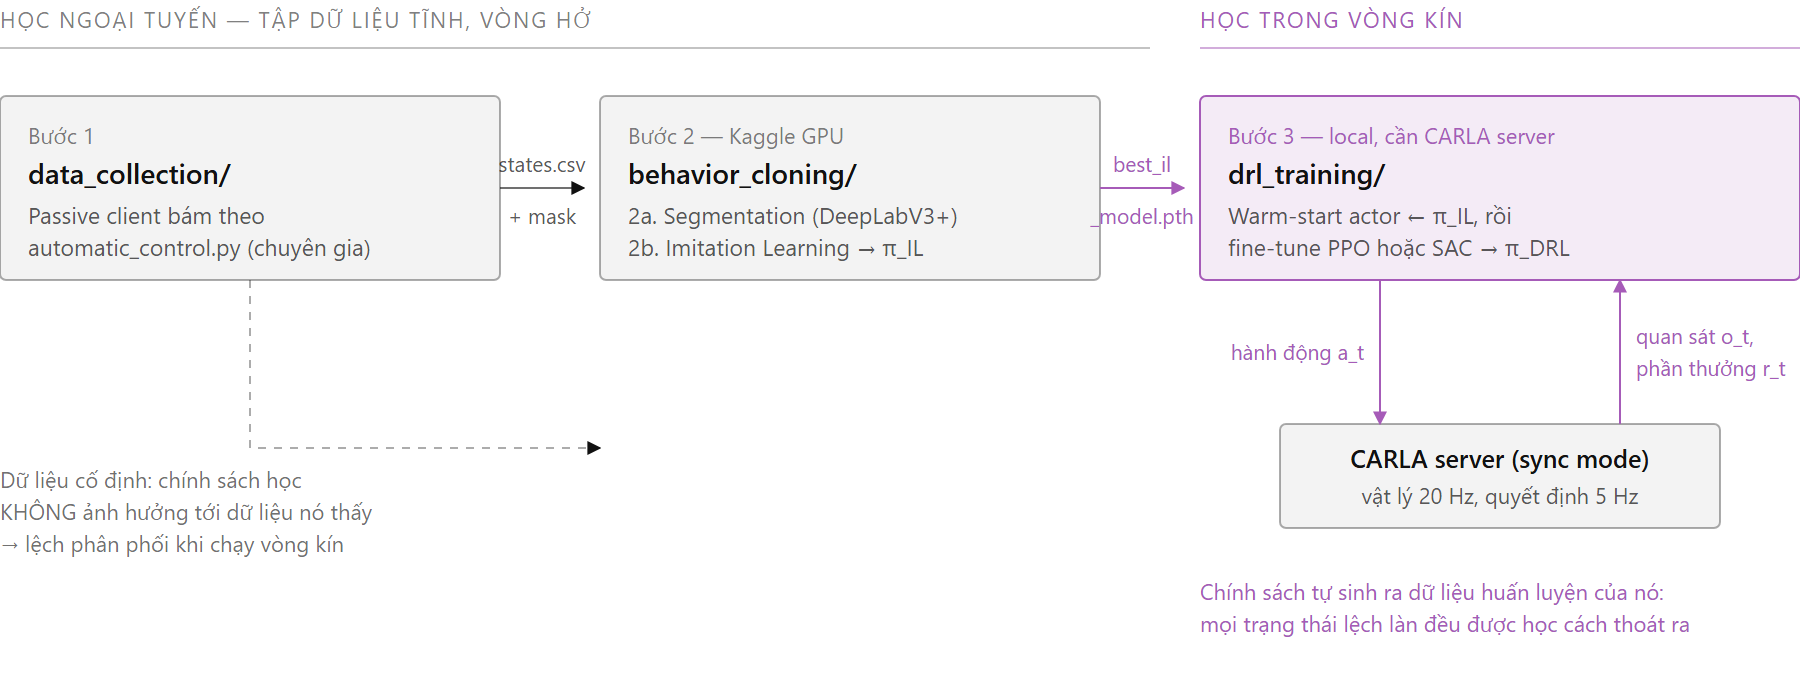 HỌC NGOẠI TUYẾN — TẬP DỮ LIỆU TĨNH, VÒNG HỞ
HỌC TRONG VÒNG KÍN
Bước 1
data_collection/
Passive client bám theo
automatic_control.py (chuyên gia)
states.csv
+ mask
Bước 2 — Kaggle GPU
behavior_cloning/
2a. Segmentation (DeepLabV3+)
2b. Imitation Learning → π_IL
best_il
_model.pth
Bước 3 — local, cần CARLA server
drl_training/
Warm-start actor ← π_IL, rồi
fine-tune PPO hoặc SAC → π_DRL
hành động a_t
quan sát o_t,
phần thưởng r_t
CARLA server (sync mode)
vật lý 20 Hz, quyết định 5 Hz
Dữ liệu cố định: chính sách học
KHÔNG ảnh hưởng tới dữ liệu nó thấy
→ lệch phân phối khi chạy vòng kín
Chính sách tự sinh ra dữ liệu huấn luyện của nó:
mọi trạng thái lệch làn đều được học cách thoát ra